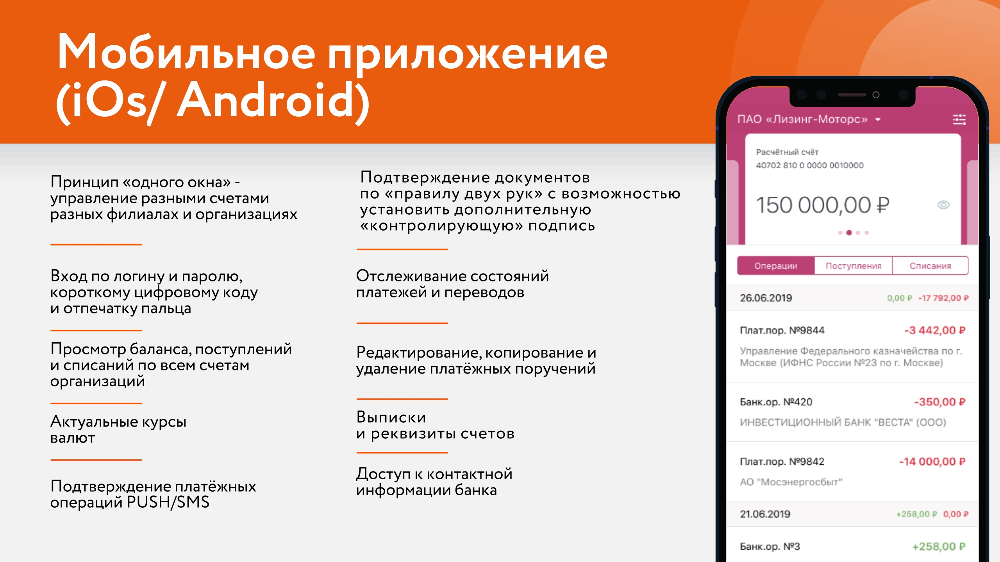 Мобильное приложение
(iOs/ Android)
Принцип «одного окна» -
управление разными счетами
разных филиалах и организациях
Вход по логину и паролю,
короткому цифровому коду
и отпечатку пальца
Просмотр баланса, поступлений
и списаний по всем счетам
организаций
Актуальные курсы
валют
Подтверждение платёжных
операций PUSH/SMS
Подтверждение документов
по «правилу двух рук» с возможностью
установить дополнительную
«контролирующую» подпись
Отслеживание состояний
платежей и переводов
Редактирование, копирование и
удаление платёжных поручений
Выписки
и реквизиты счетов
Доступ к контактной
информации банка
ПАО «Лизинг-Моторс»
Расчётный счёт
40702 810 0 0000 0010000
150 000,00 ₽
Операции Поступления Списания
26.06.2019 0,00 ₽ -17 792,00 ₽
Плат.пор. №9844 -3 442,00 ₽
Управление Федерального казначейства по г.
Москве (ИФНС России №23 по г. Москве)
Банк.ор. №420 -350,00 ₽
ИНВЕСТИЦИОННЫЙ БАНК "ВЕСТА" (ООО)
Плат.пор. №9842 -14 000,00 ₽
АО "Мосэнергосбыт"
21.06.2019 +258,00 ₽ 0,00 ₽
Банк.ор. №3 +258,00 ₽